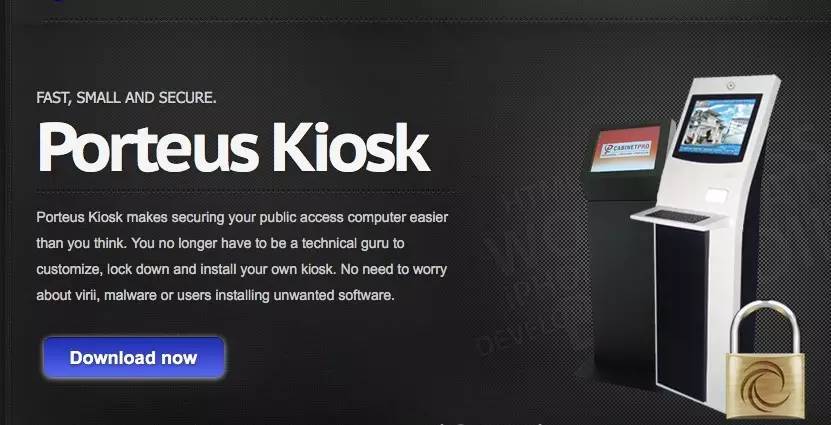 FAST, SMALL AND SECURE.
Porteus Kiosk
Porteus Kiosk makes securing your public access computer easier
than you think. You no longer have to be a technical guru to
customize, lock down and install your own kiosk. No need to worry
about virii, malware or users installing unwanted software.
Download now
CABINETPRO